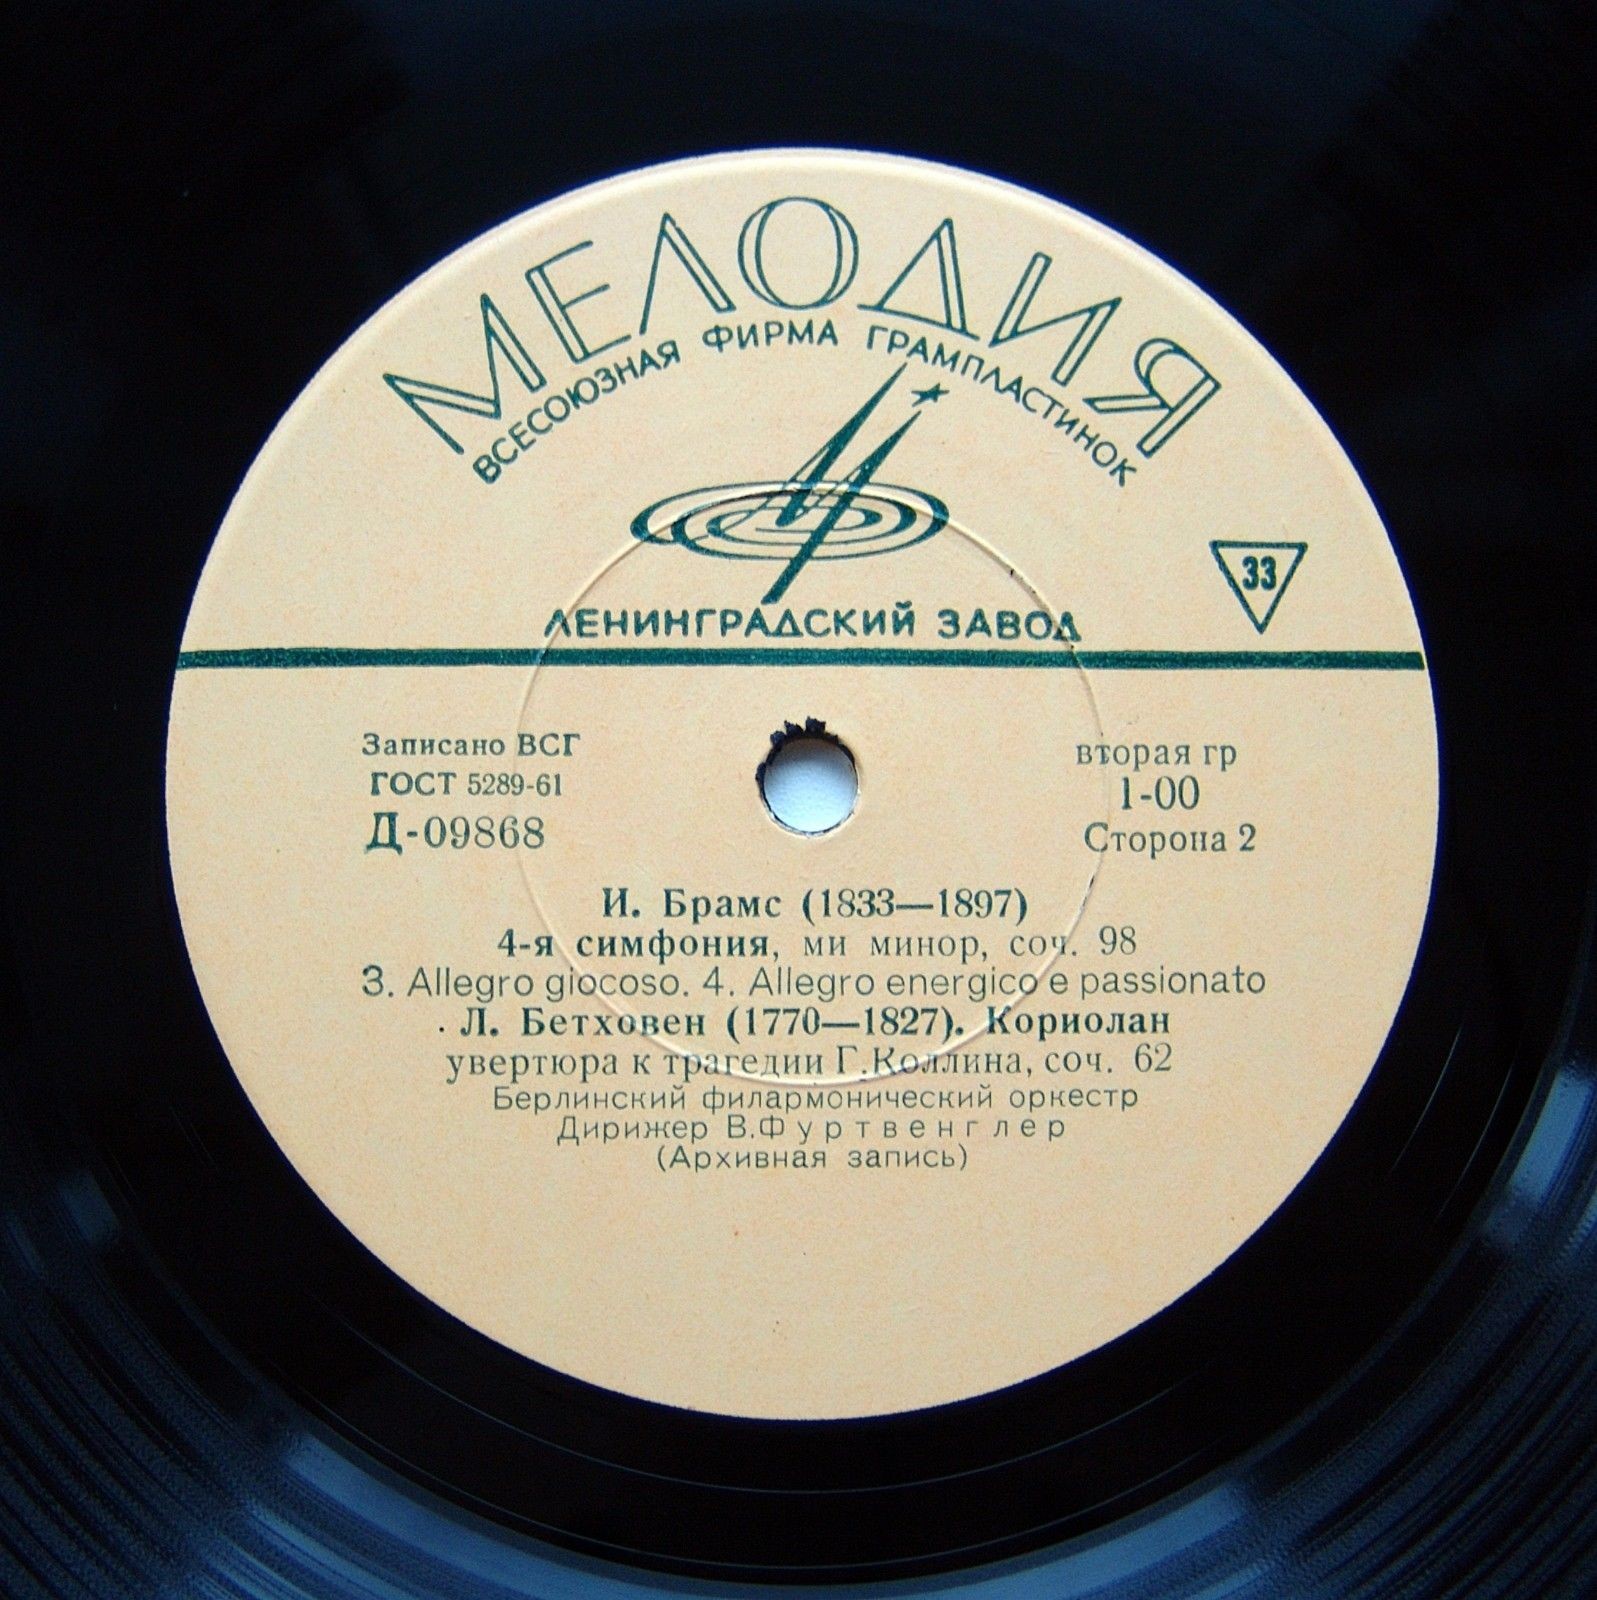 МЕЛОДИЯ
ВСЕСОЮЗНАЯ ФИРМА ГРАМПЛАСТИНОК
33
ЛЕНИНГРАДСКИЙ ЗАВОД
Записано ВСГ
ГОСТ 5289-61
Д-09868
вторая гр
1-00
Сторона 2
И. Брамс (1833—1897)
4-я симфония, ми минор, соч. 98
3. Allegro giocoso. 4. Allegro energico e passionato
Л. Бетховен (1770—1827). Кориолан
увертюра к трагедии Г.Коллина, соч. 62
Берлинский филармонический оркестр
Дирижер В.Фуртвенглер
(Архивная запись)